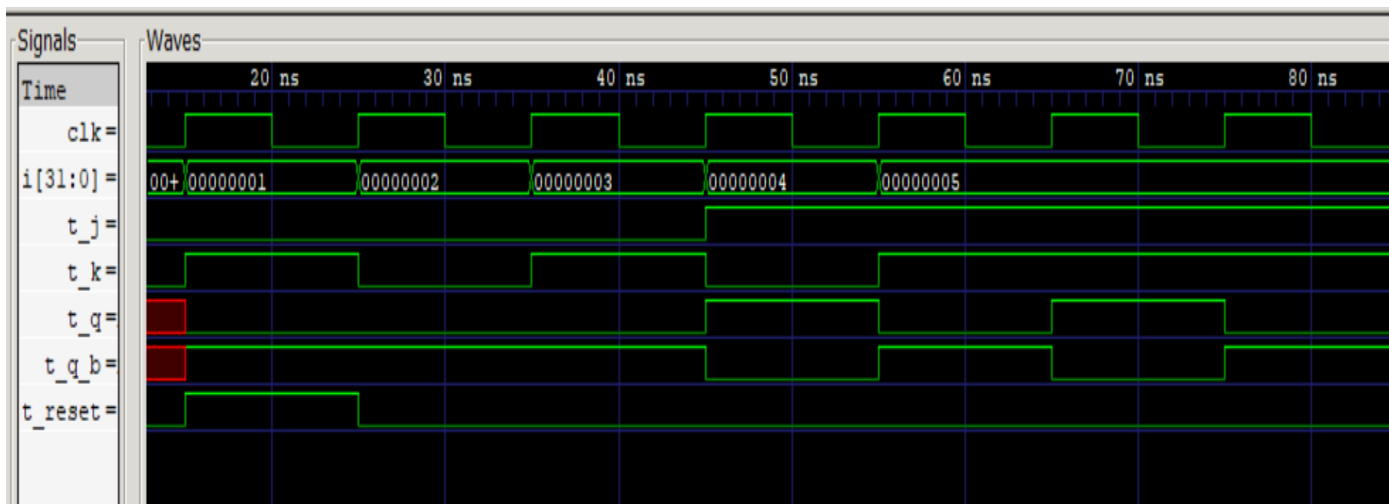 Signals Waves
Time 20 ns 30 ns 40 ns 50 ns 60 ns 70 ns 80 ns
clk=
i[31:0] = 00+ 00000001 00000002 00000003 00000004 00000005
t_j=
t_k=
t_q=
t_q_b=
t_reset=